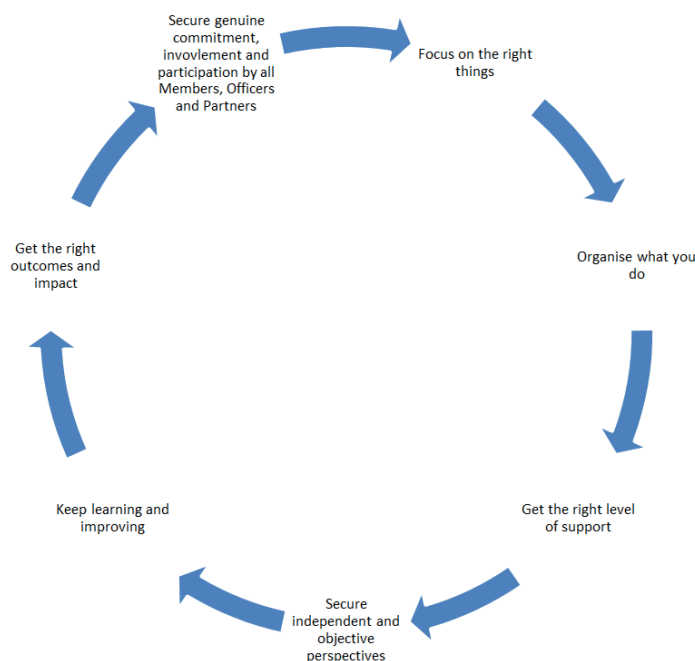 Secure genuine
commitment,
invovlement and
participation by all
Members, Officers
and Partners
Focus on the right
things
Organise what you
do
Get the right level
of support
Secure
independent and
objective
perspectives
Keep learning and
improving
Get the right
outcomes and
impact